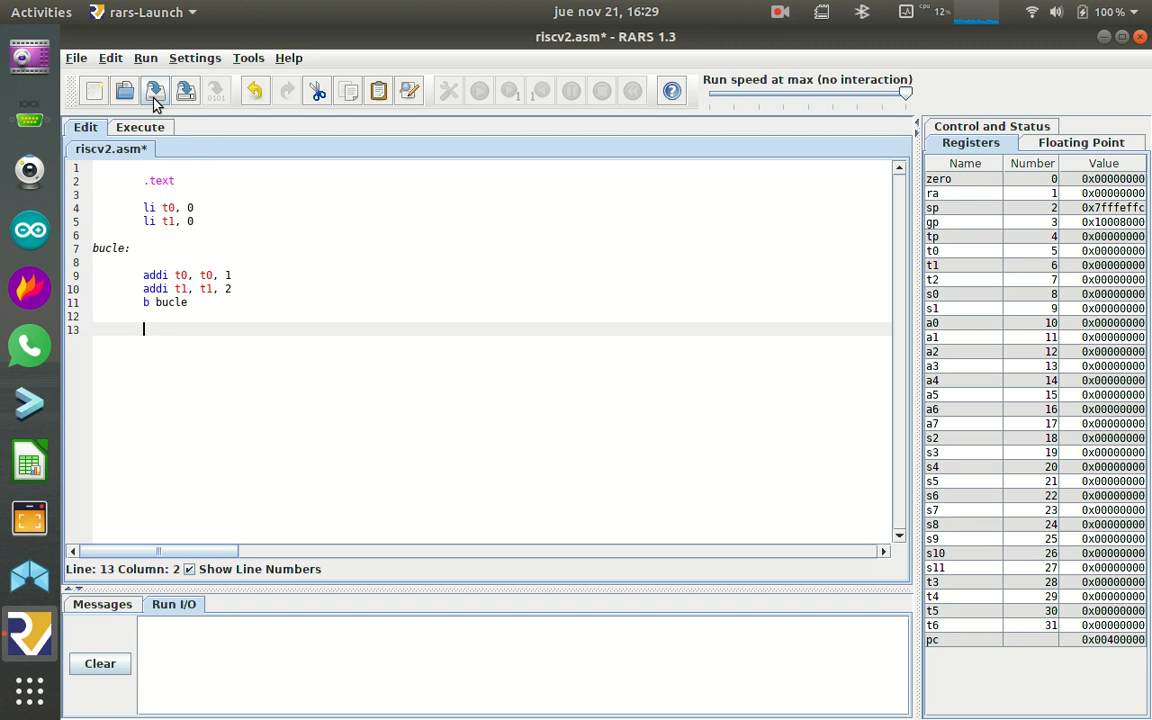 Activities rars-Launch jue nov 21, 16:29 cpu 12% 100%
riscv2.asm* - RARS 1.3
File Edit Run Settings Tools Help
Run speed at max (no interaction)
Edit Execute
riscv2.asm*
1
2 .text
3
4 li t0, 0
5 li t1, 0
6
7 bucle:
8
9 addi t0, t0, 1
10 addi t1, t1, 2
11 b bucle
12
13
Line: 13 Column: 2 Show Line Numbers
Messages Run I/O
Clear
Control and Status
Registers Floating Point
Name Number Value
zero 0 0x00000000
ra 1 0x00000000
sp 2 0x7fffeffc
gp 3 0x10008000
tp 4 0x00000000
t0 5 0x00000000
t1 6 0x00000000
t2 7 0x00000000
s0 8 0x00000000
s1 9 0x00000000
a0 10 0x00000000
a1 11 0x00000000
a2 12 0x00000000
a3 13 0x00000000
a4 14 0x00000000
a5 15 0x00000000
a6 16 0x00000000
a7 17 0x00000000
s2 18 0x00000000
s3 19 0x00000000
s4 20 0x00000000
s5 21 0x00000000
s6 22 0x00000000
s7 23 0x00000000
s8 24 0x00000000
s9 25 0x00000000
s10 26 0x00000000
s11 27 0x00000000
t3 28 0x00000000
t4 29 0x00000000
t5 30 0x00000000
t6 31 0x00000000
pc 0x00400000